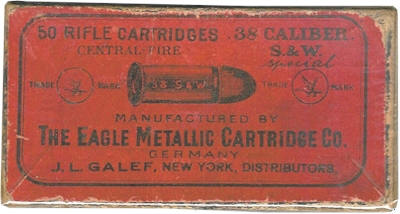 50 RIFLE CARTRIDGES .38 CALIBER
CENTRAL FIRE S. & W.
special
TRADE MARK 38 S&W TRADE MARK
MANUFACTURED BY
THE EAGLE METALLIC CARTRIDGE CO.
GERMANY
J. L. GALEF, NEW YORK, DISTRIBUTORS.